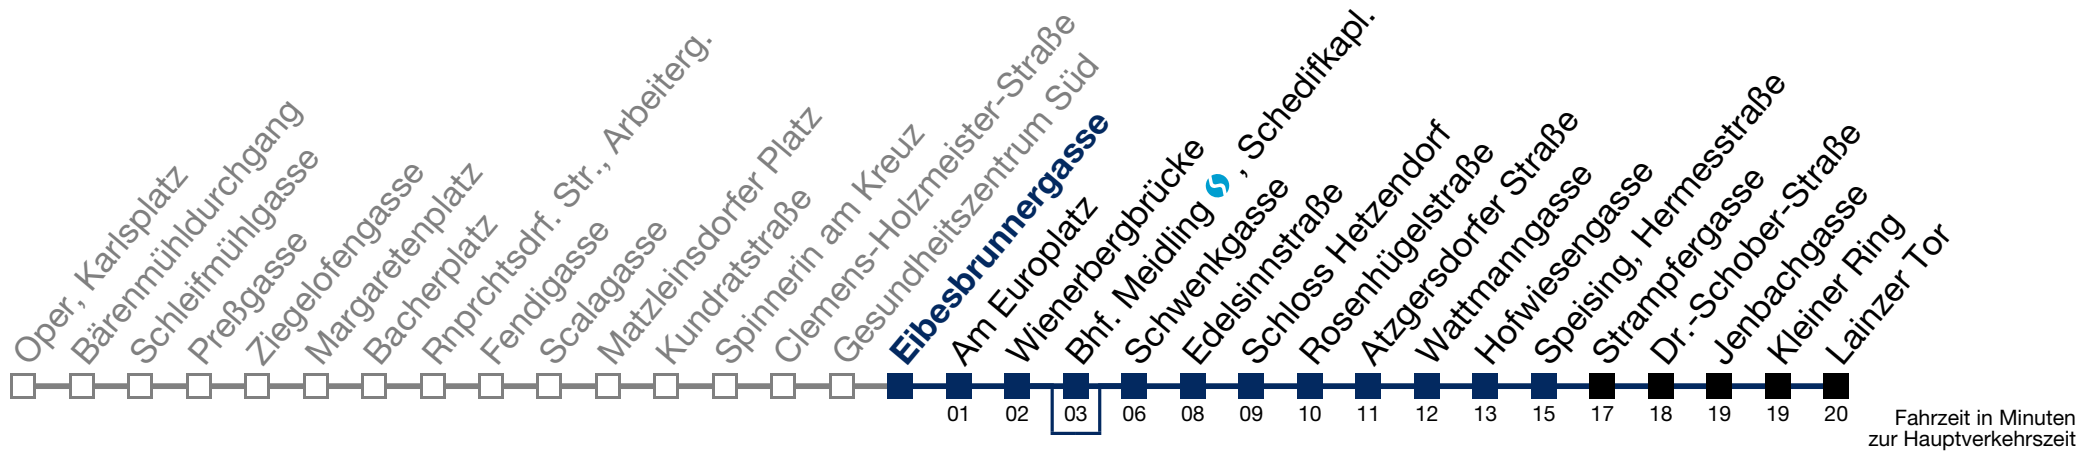 Oper, Karlsplatz
Bärenmühldurchgang
Schleifmühlgasse
Preßgasse
Ziegelofengasse
Margaretenplatz
Bacherplatz
Rnprchtsdrf. Str., Arbeiterg.
Fendigasse
Scalagasse
Matzleinsdorfer Platz
Kundratstraße
Spinnerin am Kreuz
Clemens-Holzmeister-Straße
Gesundheitszentrum Süd
Eibesbrunnergasse
Am Europlatz
Wienerbergbrücke
Bhf. Meidling , Schedifkapl.
Schwenkgasse
Edelsinnstraße
Schloss Hetzendorf
Rosenhügelstraße
Atzgersdorfer Straße
Wattmanngasse
Hofwiesengasse
Speising, Hermesstraße
Strampfergasse
Dr.-Schober-Straße
Jenbachgasse
Kleiner Ring
Lainzer Tor
01 02 03 06 08 09 10 11 12 13 15 17 18 19 19 20
Fahrzeit in Minuten
zur Hauptverkehrszeit